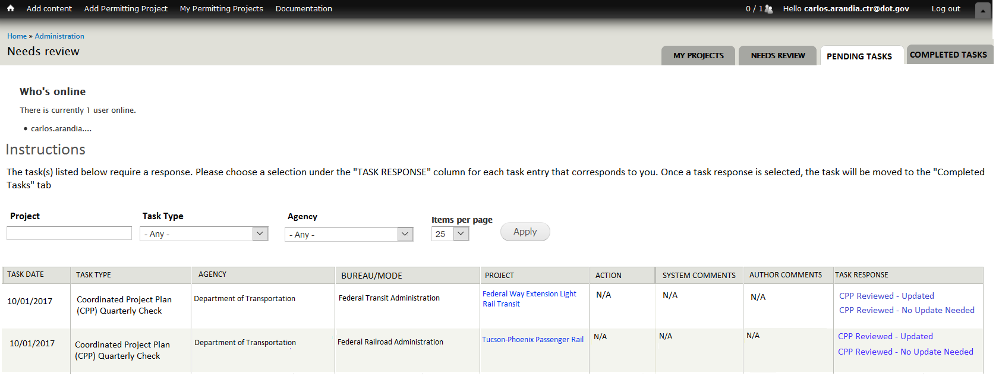 Add content Add Permitting Project My Permitting Projects Documentation 0 / 1 Hello carlos.arandia.ctr@dot.gov Log out
Home » Administration
Needs review
MY PROJECTS NEEDS REVIEW PENDING TASKS COMPLETED TASKS
Who's online
There is currently 1 user online.
• carlos.arandia....
Instructions
The task(s) listed below require a response. Please choose a selection under the "TASK RESPONSE" column for each task entry that corresponds to you. Once a task response is selected, the task will be moved to the "Completed
Tasks" tab
Project Task Type Agency Items per page
- Any - - Any - 25 Apply
TASK DATE TASK TYPE AGENCY BUREAU/MODE PROJECT ACTION SYSTEM COMMENTS AUTHOR COMMENTS TASK RESPONSE
10/01/2017
Coordinated Project Plan
(CPP) Quarterly Check
Department of Transportation
Federal Transit Administration
Federal Way Extension Light
Rail Transit
N/A
N/A
N/A
CPP Reviewed - Updated
CPP Reviewed - No Update Needed
10/01/2017
Coordinated Project Plan
(CPP) Quarterly Check
Department of Transportation
Federal Railroad Administration
Tucson-Phoenix Passenger Rail
N/A
N/A
N/A
CPP Reviewed - Updated
CPP Reviewed - No Update Needed